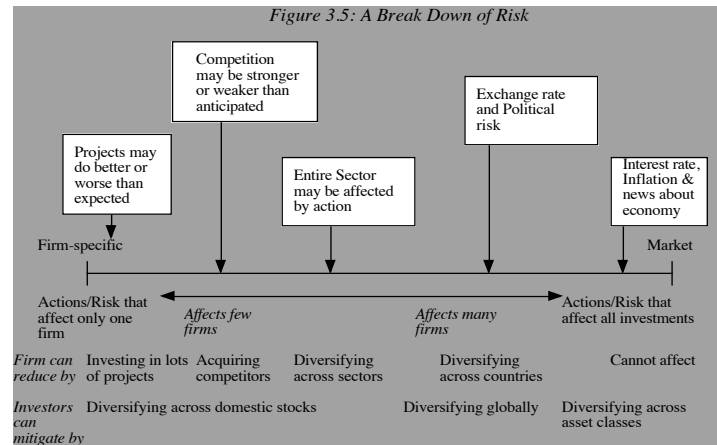 Figure 3.5: A Break Down of Risk
Competition
may be stronger
or weaker than
anticipated
Exchange rate
and Political
risk
Projects may
do better or
worse than
expected
Entire Sector
may be affected
by action
Interest rate,
Inflation &
news about
economy
Firm-specific
Market
Actions/Risk that
affect only one
firm
Affects few
firms
Affects many
firms
Actions/Risk that
affect all investments
Firm can
reduce by
Investing in lots
of projects
Acquiring
competitors
Diversifying
across sectors
Diversifying
across countries
Cannot affect
Investors
can
mitigate by
Diversifying across domestic stocks
Diversifying globally
Diversifying across
asset classes